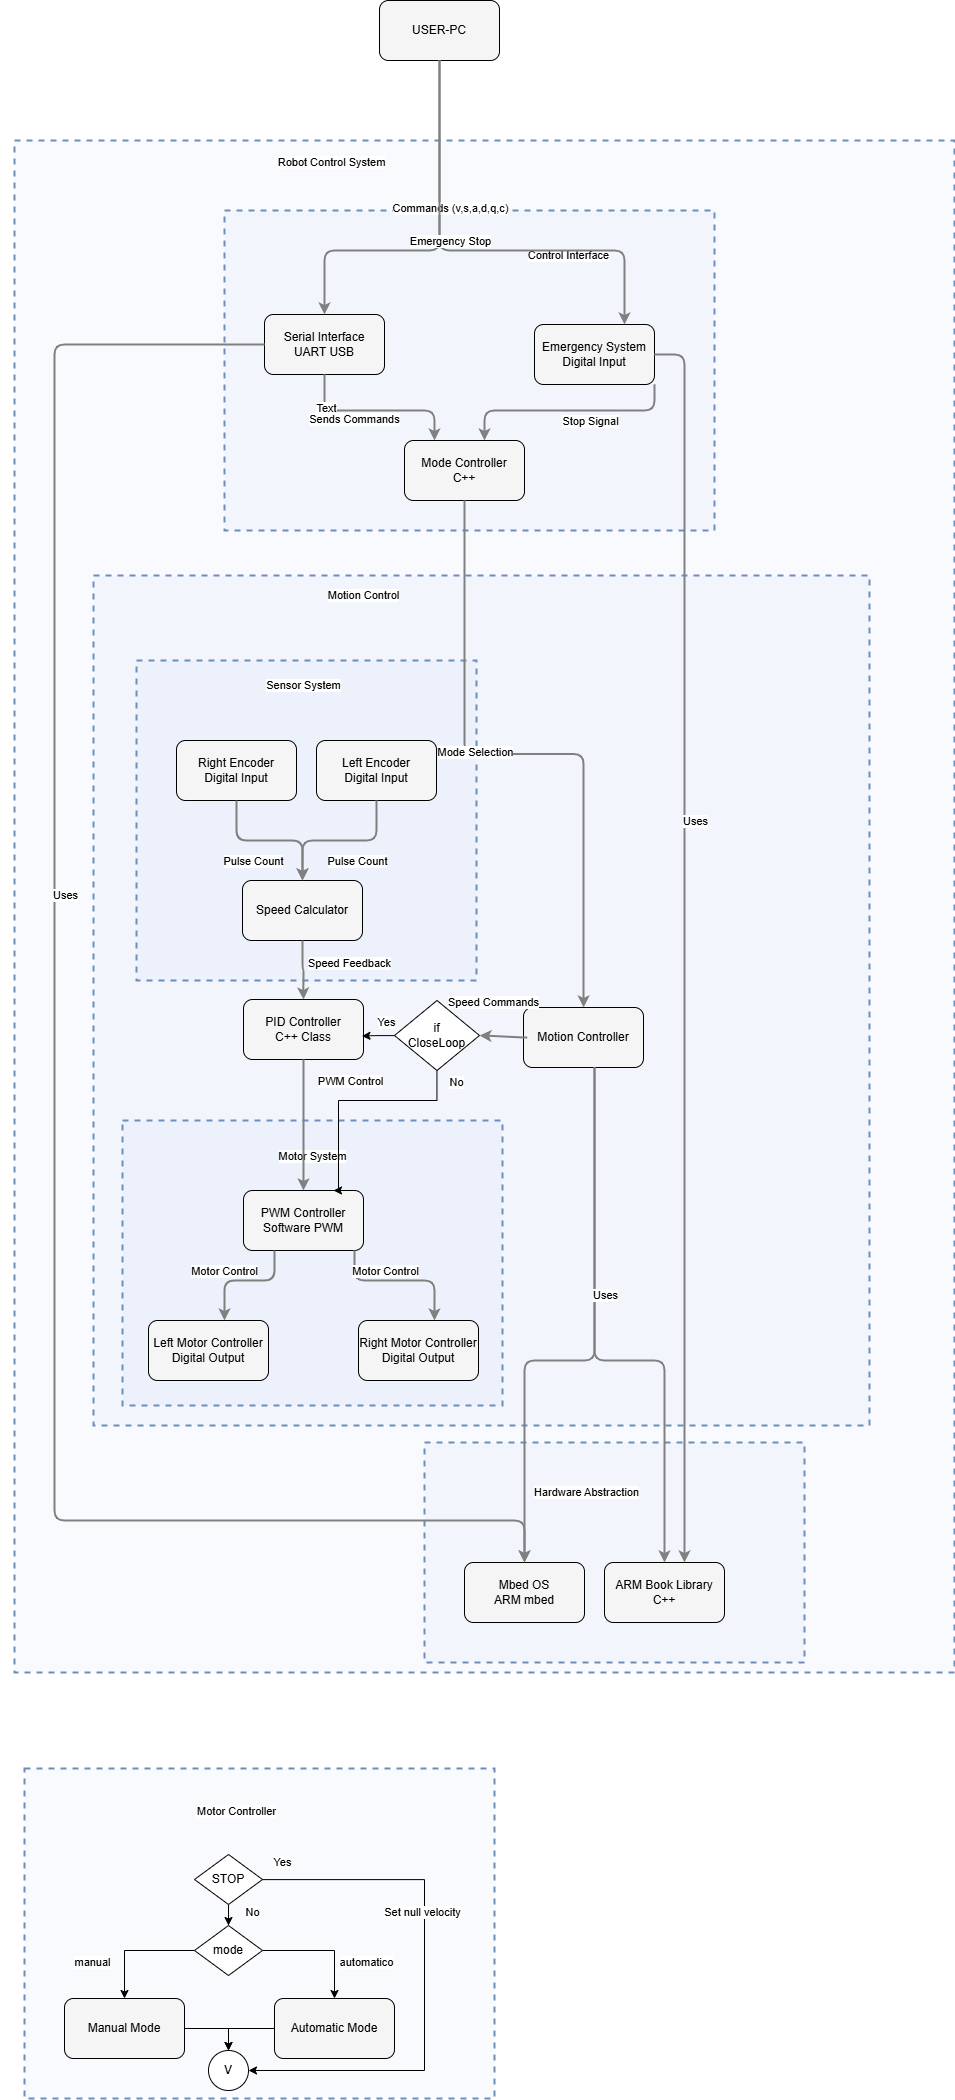 USER-PC
Robot Control System
Commands (v,s,a,d,q,c)
Emergency Stop
Control Interface
Serial Interface
UART USB
Emergency System
Digital Input
Text
Sends Commands
Stop Signal
Mode Controller
C++
Motion Control
Sensor System
Right Encoder
Digital Input
Left Encoder
Digital Input
Mode Selection
Uses
Pulse Count
Pulse Count
Uses
Speed Calculator
Speed Feedback
Speed Commands
PID Controller
C++ Class
Yes
if
CloseLoop
Motion Controller
PWM Control
No
Motor System
PWM Controller
Software PWM
Motor Control
Motor Control
Uses
Left Motor Controller
Digital Output
Right Motor Controller
Digital Output
Hardware Abstraction
Mbed OS
ARM mbed
ARM Book Library
C++
Motor Controller
Yes
STOP
No
Set null velocity
mode
manual
automatico
Manual Mode
Automatic Mode
V